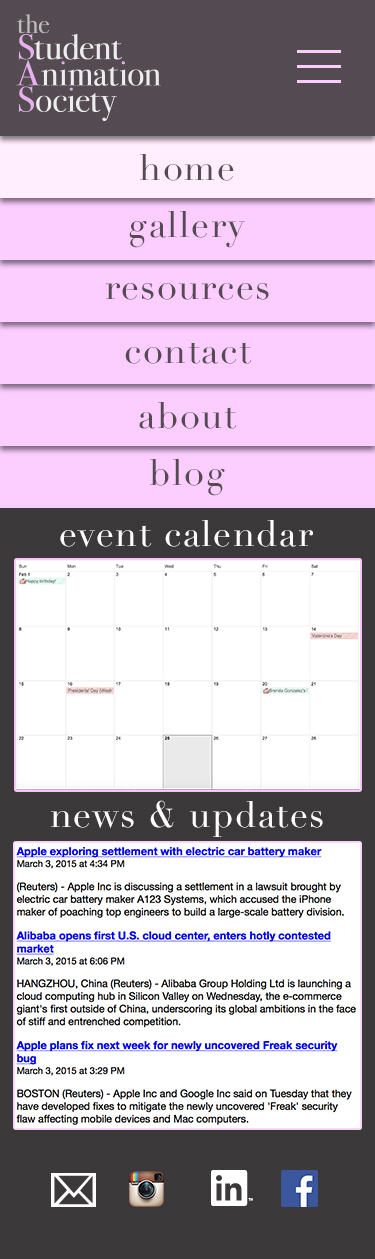 the
Student
Animation
Society
home
gallery
resources
contact
about
blog
event calendar
Sun Mon Tue Wed Thu Fri Sat
Feb 1 2 3 4 5 6 7
Happy birthday!
8 9 10 11 12 13 14
Valentine's Day
15 16 17 18 19 20 21
Presidents' Day (Wash Brenda Gonzalez's
22 23 24 25 26 27 28
news & updates
Apple exploring settlement with electric car battery maker
March 3, 2015 at 4:34 PM
(Reuters) - Apple Inc is discussing a settlement in a lawsuit brought by
electric car battery maker A123 Systems, which accused the iPhone
maker of poaching top engineers to build a large-scale battery division.
Alibaba opens first U.S. cloud center, enters hotly contested
market
March 3, 2015 at 6:06 PM
HANGZHOU, China (Reuters) - Alibaba Group Holding Ltd is launching a
cloud computing hub in Silicon Valley on Wednesday, the e-commerce
giant's first outside of China, underscoring its global ambitions in the face
of stiff and entrenched competition.
Apple plans fix next week for newly uncovered Freak security
bug
March 3, 2015 at 3:29 PM
BOSTON (Reuters) - Apple Inc and Google Inc said on Tuesday that they
have developed fixes to mitigate the newly uncovered 'Freak' security
flaw affecting mobile devices and Mac computers.
in
f